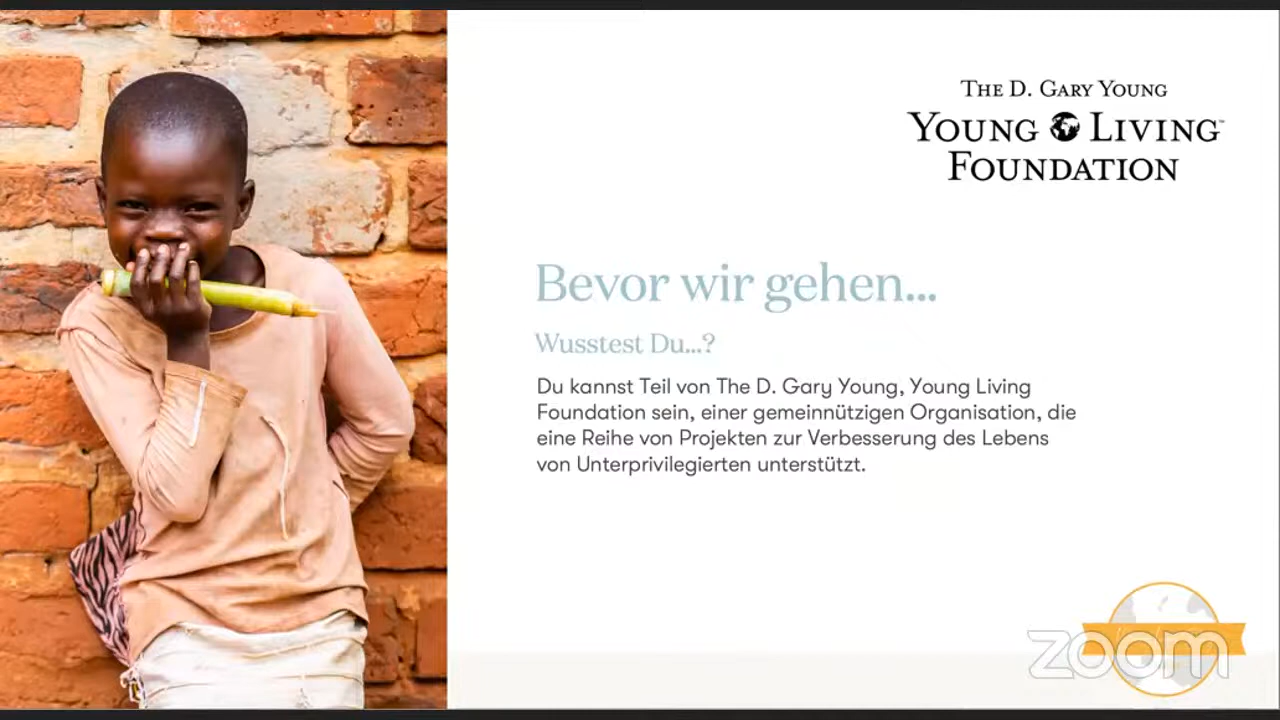 The D. Gary Young
Young Living™
Foundation
Bevor wir gehen...
Wusstest Du...?
Du kannst Teil von The D. Gary Young, Young Living
Foundation sein, einer gemeinnützigen Organisation, die
eine Reihe von Projekten zur Verbesserung des Lebens
von Unterprivilegierten unterstützt.
zoom